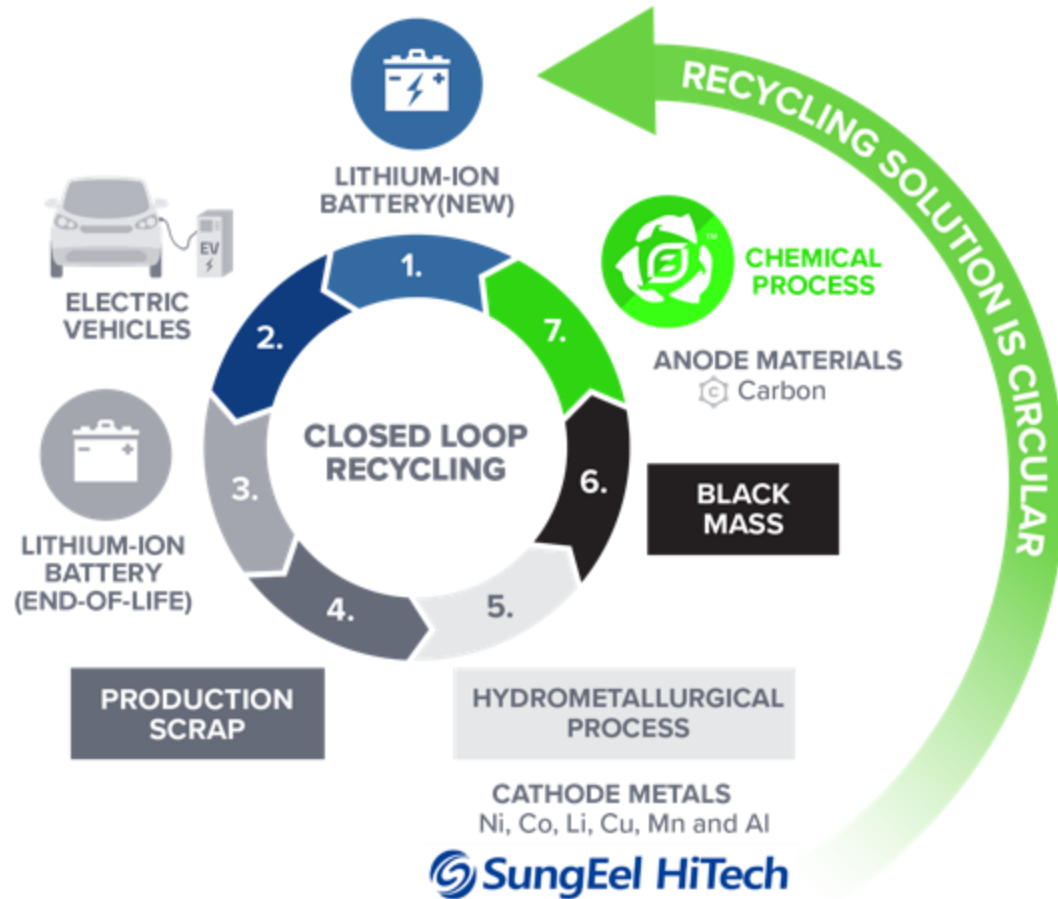 RECYCLING SOLUTION IS CIRCULAR
LITHIUM-ION
BATTERY(NEW)
1.
EV
ELECTRIC
VEHICLES
2.
LITHIUM-ION
BATTERY
(END-OF-LIFE)
3.
PRODUCTION
SCRAP
4.
HYDROMETALLURGICAL
PROCESS
5.
CATHODE METALS
Ni, Co, Li, Cu, Mn and Al
SungEel HiTech
BLACK
MASS
6.
TM
CHEMICAL
PROCESS
7.
ANODE MATERIALS
C Carbon
CLOSED LOOP
RECYCLING